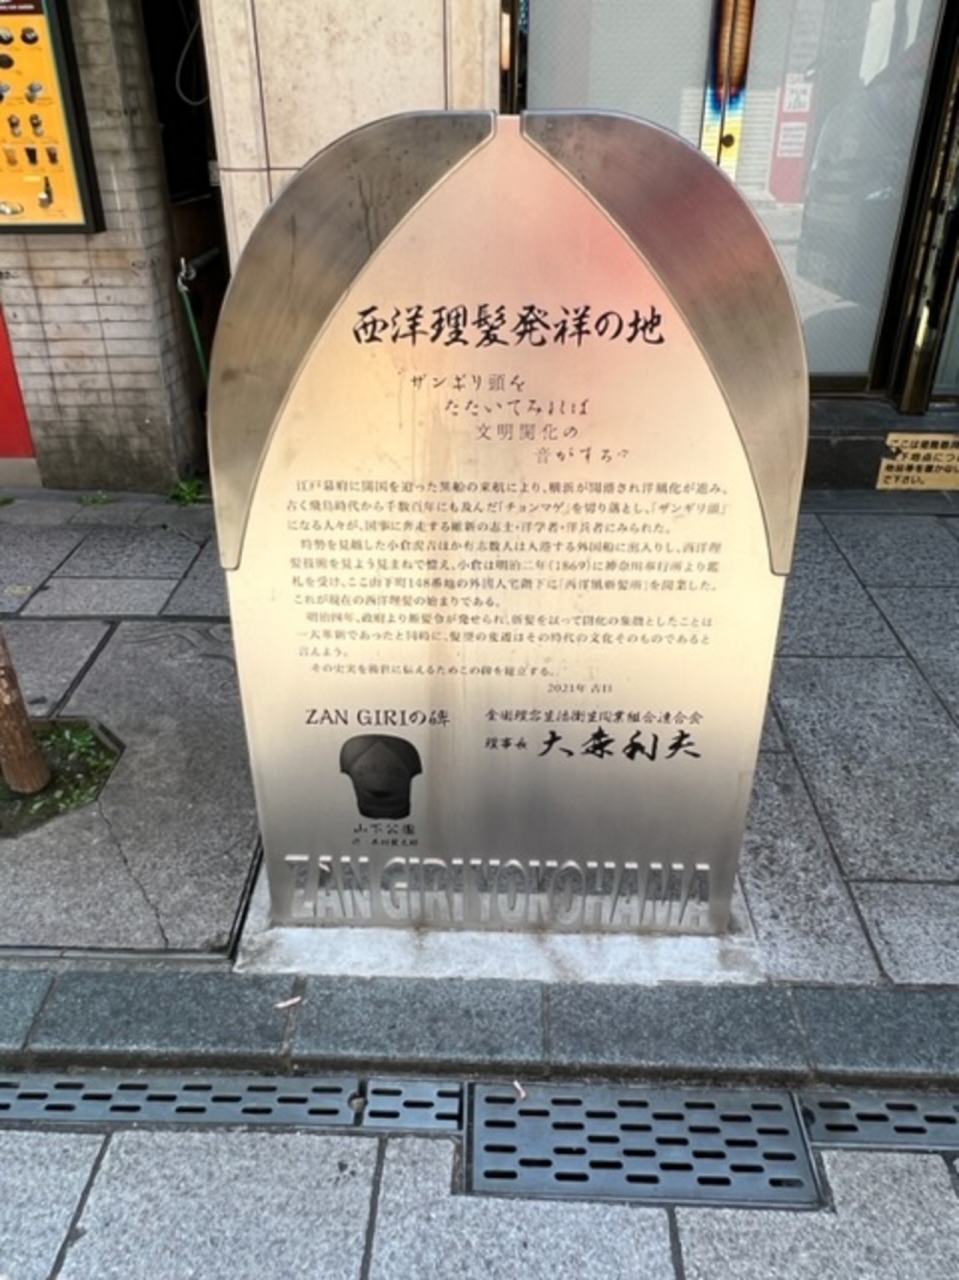 西洋理髪発祥の地
ザンギリ頭を
たたいてみれば
文明開化の
音がする
江戸幕府に開国を迫った黒船の来航により、横浜が開港され洋風化が進み、
古く飛鳥時代から千数百年にも及んだ「チョンマゲ」を切り落とし、「ザンギリ頭」
になる人々が、国事に奔走する維新の志士・洋学者・洋兵者にみられた。
時勢を見越した小倉虎吉ほか有志数人は入港する外国船に出入りし、西洋理
髪技術を見よう見まねで憶え、小倉は明治二年(1869)に神奈川奉行所より鑑
札を受け、ここ山下町148番地の外国人宅階下に「西洋風新髪所」を開業した。
これが現在の西洋理髪の始まりである。
明治四年、政府より断髪令が発せられ、断髪を以って開化の象徴としたことは
一大革新であったと同時に、髪型の変遷はその時代の文化そのものであると
言えよう。
その史実を後世に伝えるためこの碑を建立する。
2021年 吉日
ZAN GIRIの碑
全国理容生活衛生同業組合連合会
理事長 大森利夫
山下公園
ZAN GIRI YOKOHAMA